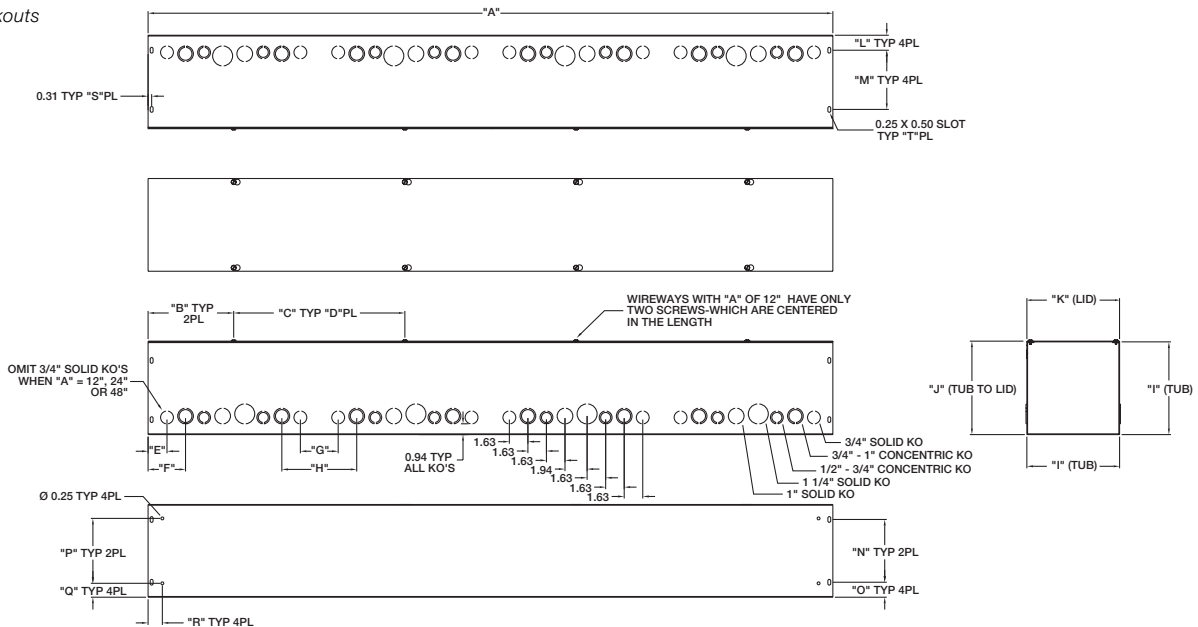 "A"
"L" TYP 4PL
"M" TYP 4PL
0.31 TYP "S"PL
0.25 X 0.50 SLOT
TYP "T"PL
"B" TYP
2PL
"C" TYP "D"PL
WIREWAYS WITH "A" OF 12" HAVE ONLY
TWO SCREWS-WHICH ARE CENTERED
IN THE LENGTH
"K" (LID)
OMIT 3/4" SOLID KO'S
WHEN "A" = 12", 24"
OR 48"
"J" (TUB TO LID)
"I" (TUB)
"E"
"G"
"F"
"H"
0.94 TYP
ALL KO'S
1.63
1.63
1.63
1.94
1.63
1.63
3/4" SOLID KO
3/4" - 1" CONCENTRIC KO
1/2" - 3/4" CONCENTRIC KO
1 1/4" SOLID KO
1" SOLID KO
"I" (TUB)
Ø 0.25 TYP 4PL
"P" TYP 2PL
"N" TYP 2PL
"Q" TYP 4PL
"O" TYP 4PL
"R" TYP 4PL